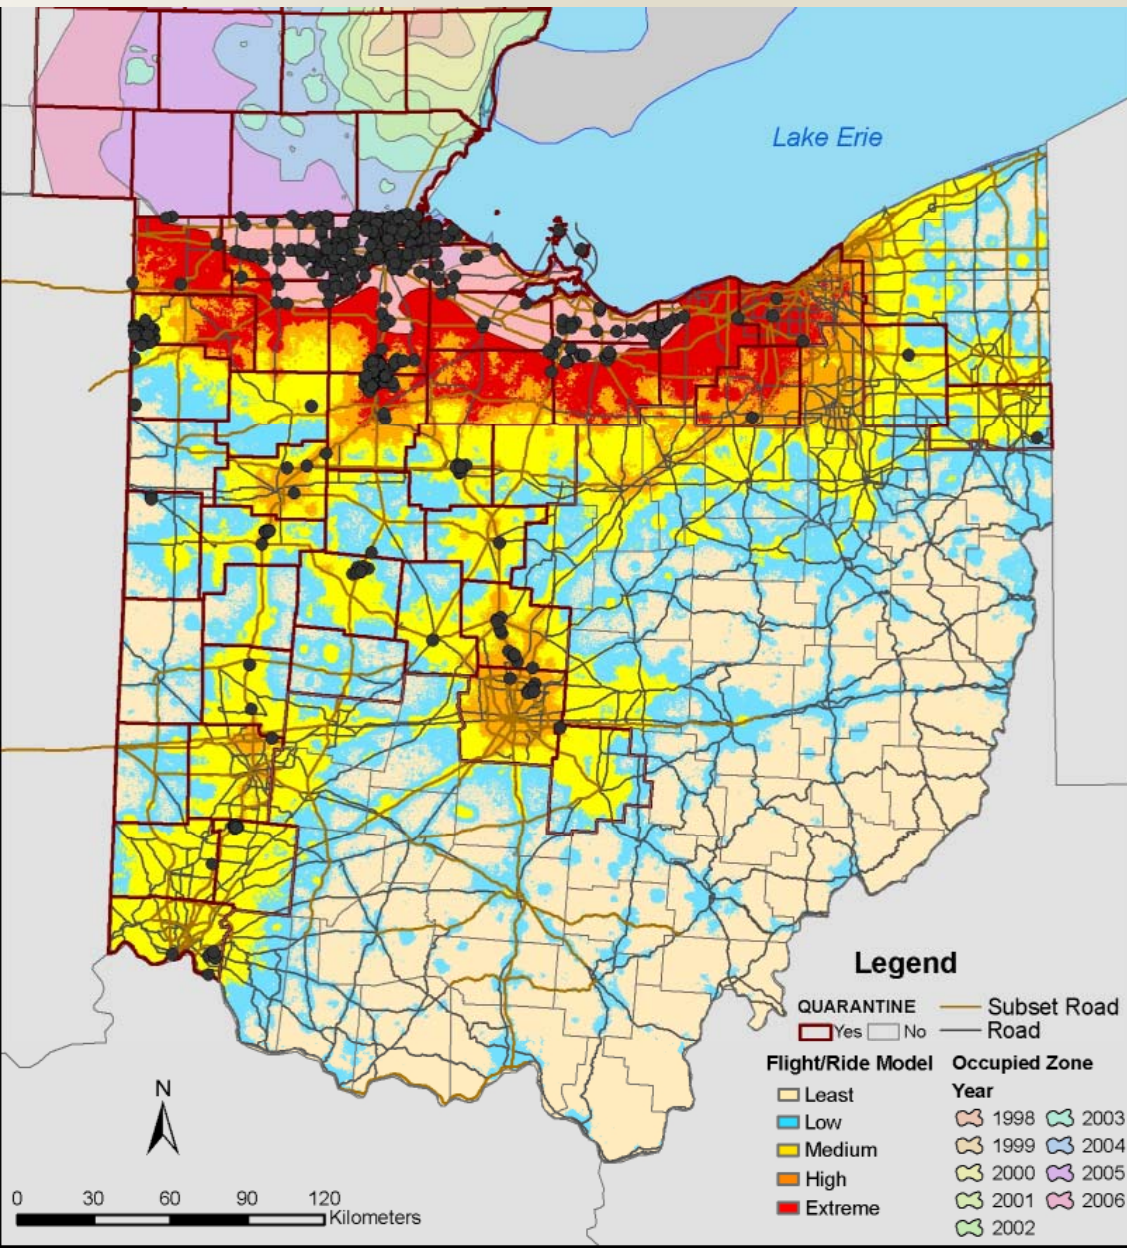 Lake Erie
Legend
QUARANTINE
Yes No
Subset Road
Road
Flight/Ride Model
Least
Low
Medium
High
Extreme
Occupied Zone
Year
1998 2003
1999 2004
2000 2005
2001 2006
2002
N
0 30 60 90 120
Kilometers